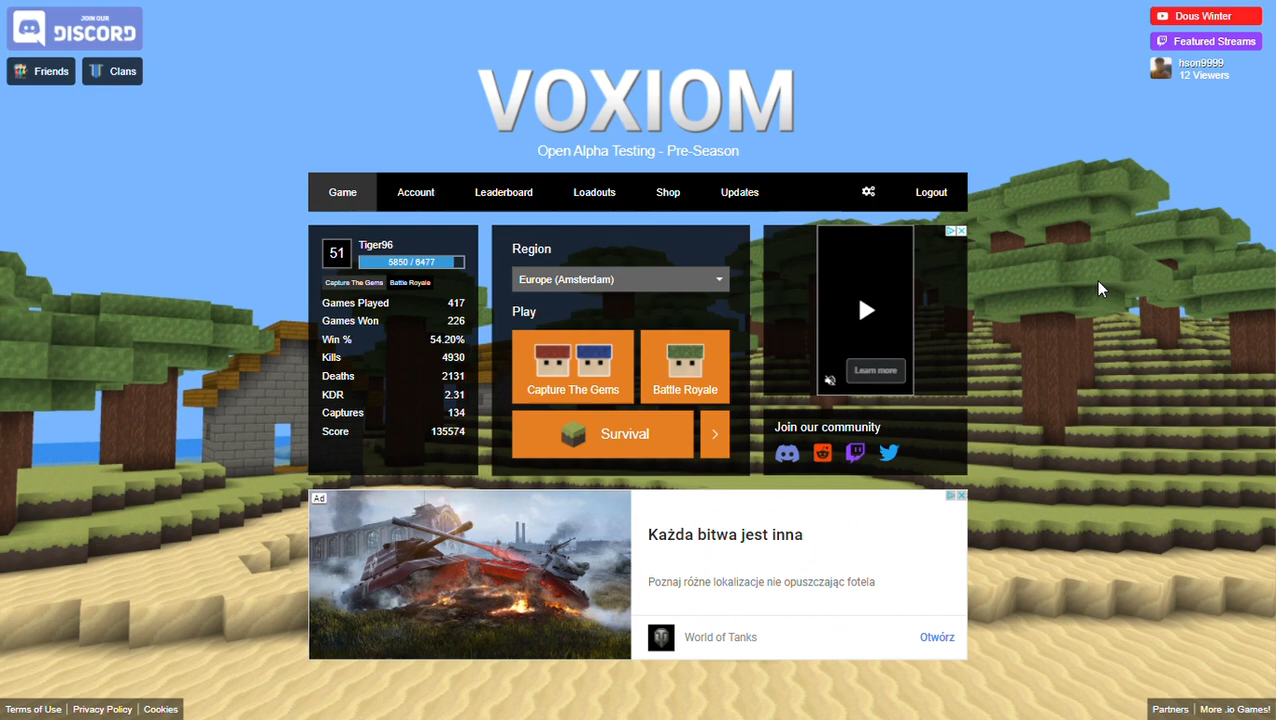 JOIN OUR
DISCORD
Friends
Clans
Dous Winter
Featured Streams
hson9999
12 Viewers
VOXIOM
Open Alpha Testing - Pre-Season
Game
Account
Leaderboard
Loadouts
Shop
Updates
Logout
51
Tiger96
5850 / 6477
Capture The Gems
Battle Royale
Games Played 417
Games Won 226
Win % 54.20%
Kills 4930
Deaths 2131
KDR 2.31
Captures 134
Score 135574
Region
Europe (Amsterdam)
Play
Capture The Gems
Battle Royale
Survival
Learn more
Join our community
Ad
Każda bitwa jest inna
Poznaj różne lokalizacje nie opuszczając fotela
World of Tanks
Otwórz
Terms of Use | Privacy Policy | Cookies
Partners | More .io Games!